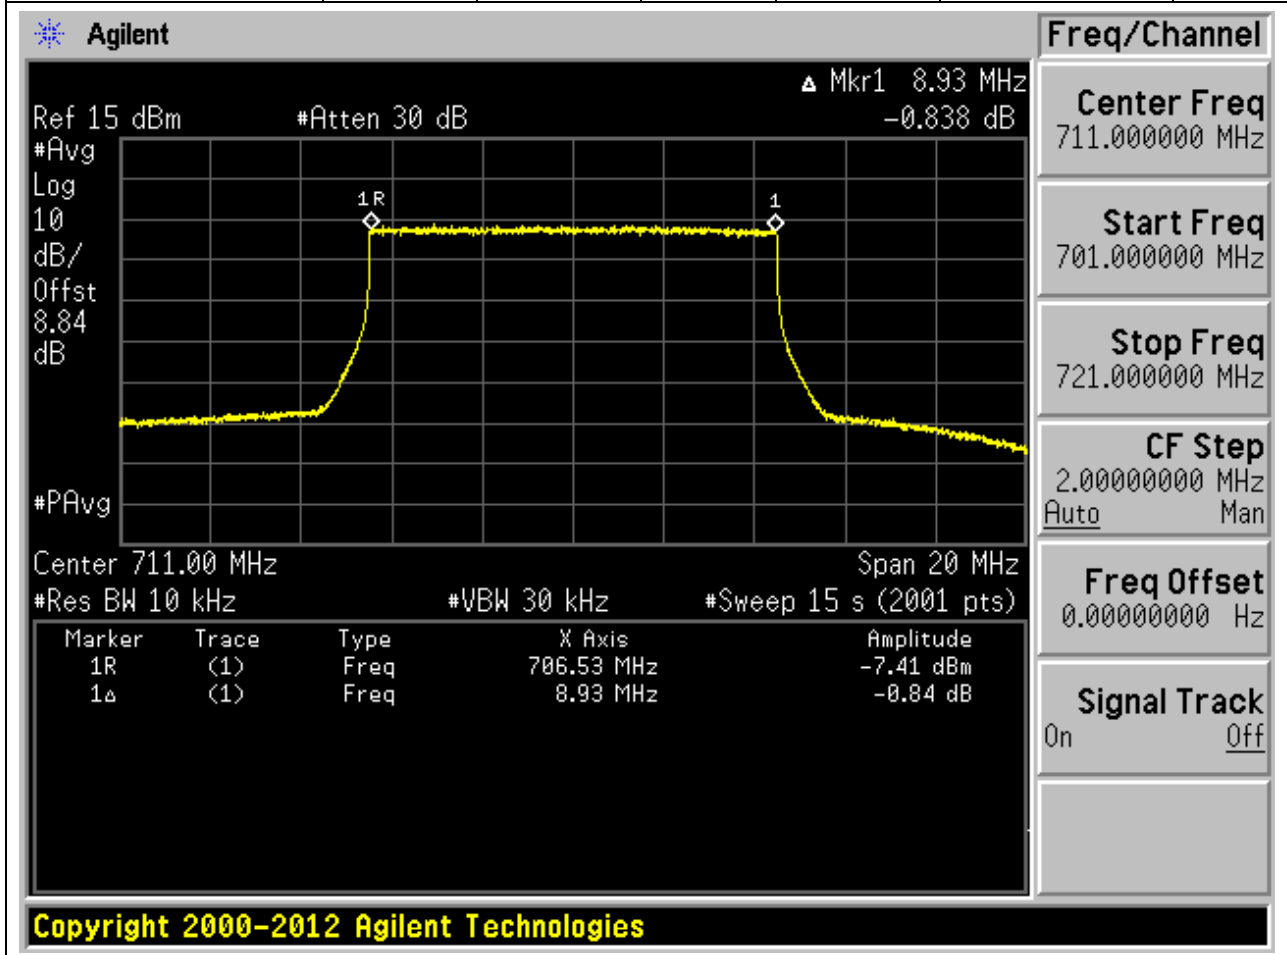 Agilent
Freq/Channel
▵ Mkr1 8.93 MHz
Ref 15 dBm #Atten 30 dB -0.838 dB
#Avg
Log
10
dB/
Offst
8.84
dB
1R
1
#PAvg
Center 711.00 MHz Span 20 MHz
#Res BW 10 kHz #VBW 30 kHz #Sweep 15 s (2001 pts)
Marker Trace Type X Axis Amplitude
1R (1) Freq 706.53 MHz -7.41 dBm
1▵ (1) Freq 8.93 MHz -0.84 dB
Center Freq
711.000000 MHz
Start Freq
701.000000 MHz
Stop Freq
721.000000 MHz
CF Step
2.00000000 MHz
Auto Man
Freq Offset
0.00000000 Hz
Signal Track
On Off
Copyright 2000-2012 Agilent Technologies